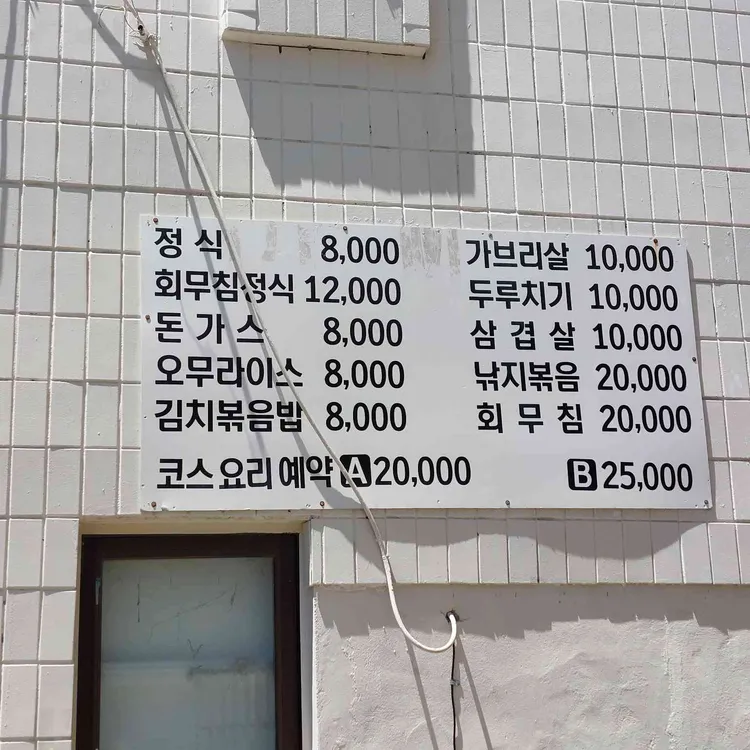 정 식 8,000
회무침정식 12,000
돈 가 스 8,000
오무라이스 8,000
김치볶음밥 8,000
가브리살 10,000
두루치기 10,000
삼 겹 살 10,000
낚지볶음 20,000
회 무 침 20,000
코스요리 예약 A 20,000 B 25,000